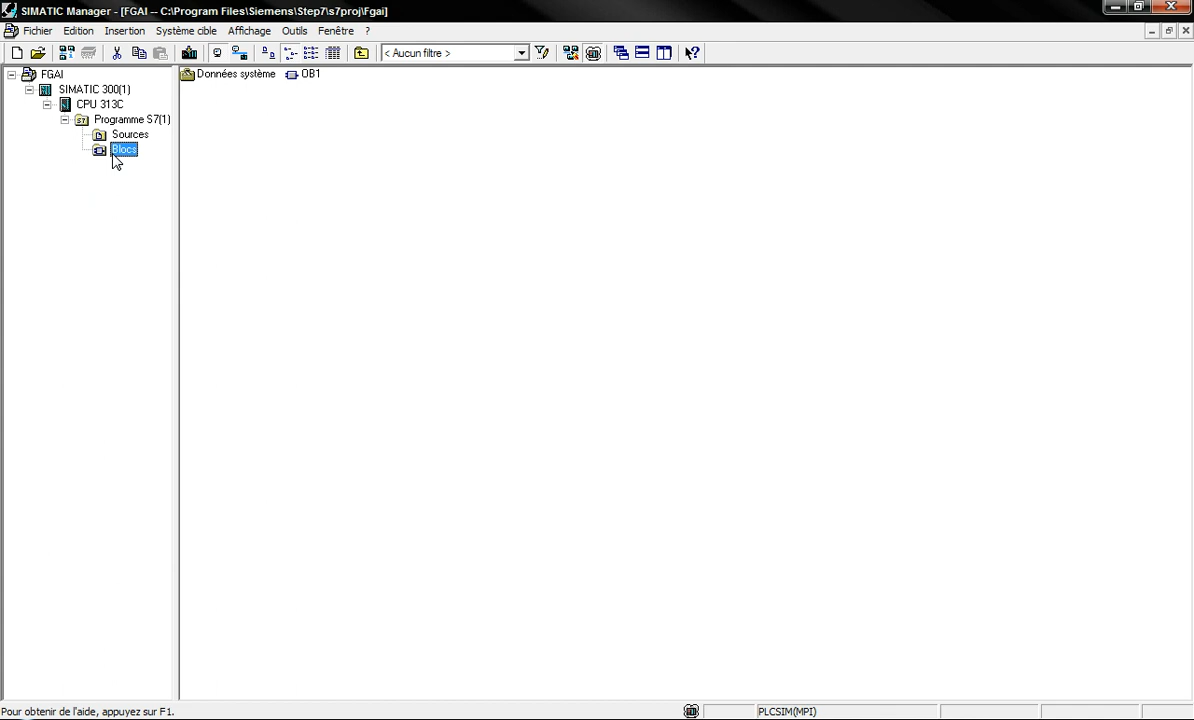 SIMATIC Manager - [FGAI -- C:\Program Files\Siemens\Step7\s7proj\Fgai]
Fichier Edition Insertion Système cible Affichage Outils Fenêtre ?
< Aucun filtre >
FGAI
SIMATIC 300(1)
CPU 313C
Programme S7(1)
Sources
Blocs
Données système OB1
Pour obtenir de l'aide, appuyez sur F1. PLCSIM(MPI)